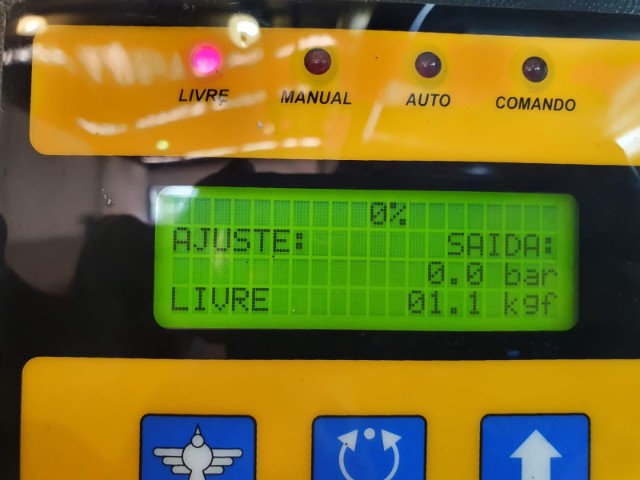 LIVRE MANUAL AUTO COMANDO
0%
AJUSTE: SAIDA:
0.0 bar
LIVRE 01.1 kgf